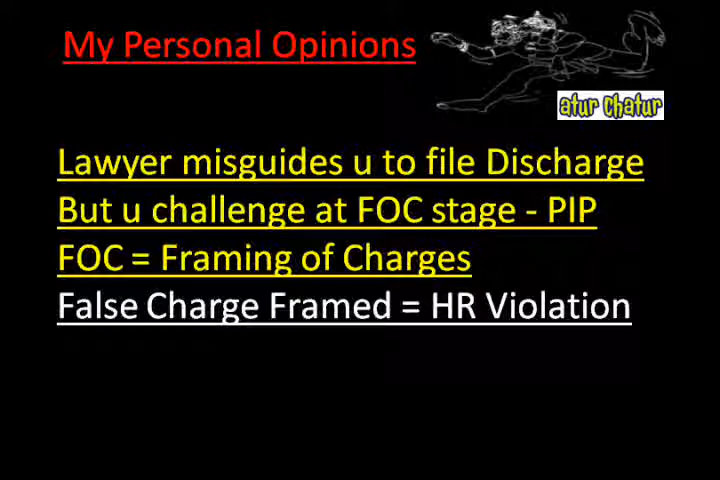 My Personal Opinions
atur chatur
Lawyer misguides u to file Discharge
But u challenge at FOC stage - PIP
FOC = Framing of Charges
False Charge Framed = HR Violation